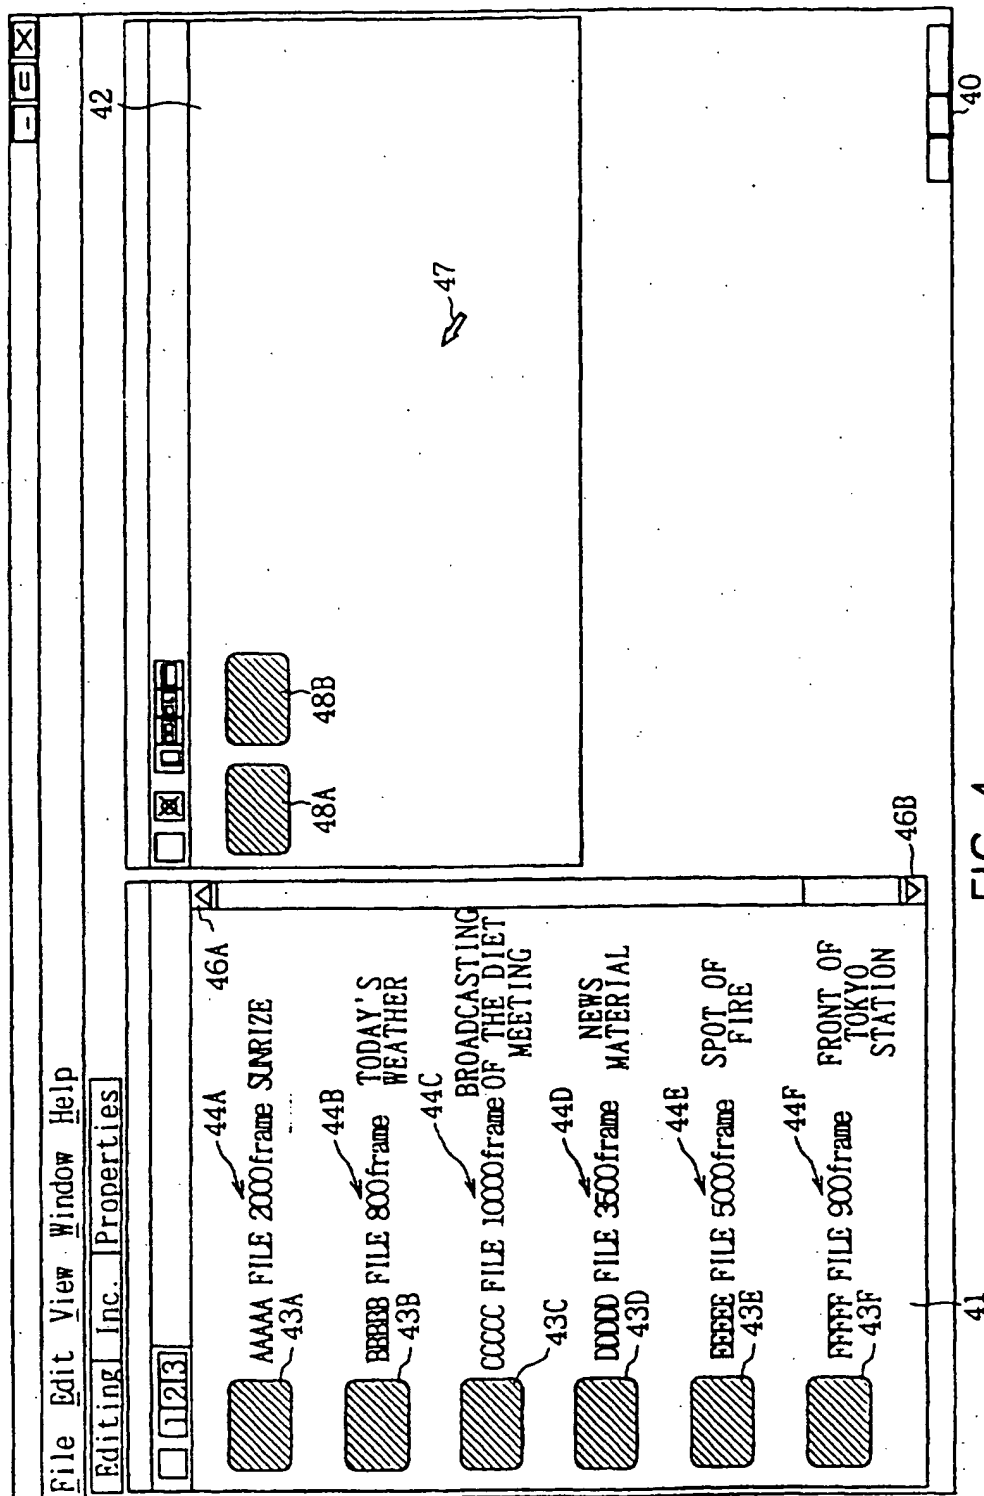 File Edit View Window Help
Editing Inc. Properties
1 2 3
42
46A
44A
AAAAA FILE 2000frame SUNRIZE
43A
44B
BBBBB FILE 800frame TODAY'S
WEATHER
43B
44C
BROADCASTING
CCCCC FILE 10000frame OF THE DIET
MEETING
43C
44D
DDDDD FILE 3500frame NEWS
MATERIAL
43D
44E
EEEEE FILE 5000frame SPOT OF
FIRE
43E
44F
FFFFF FILE 900frame FRONT OF
TOKYO
STATION
43F
41
46B
48A
48B
47
40
FIG. 4